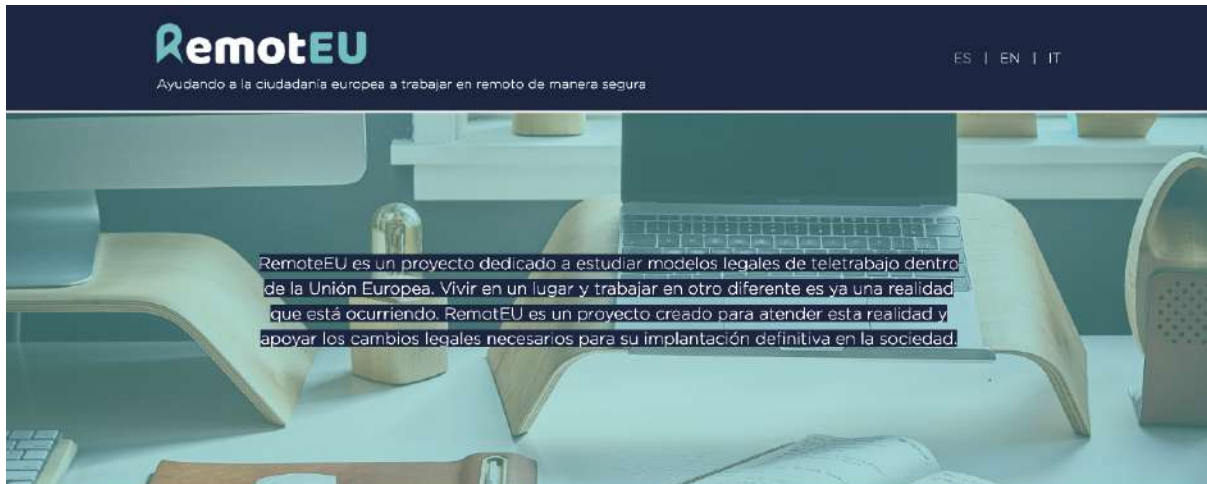 RemotEU
Ayudando a la ciudadanía europea a trabajar en remoto de manera segura
ES | EN | IT
RemoteEU es un proyecto dedicado a estudiar modelos legales de teletrabajo dentro
de la Unión Europea. Vivir en un lugar y trabajar en otro diferente es ya una realidad
que está ocurriendo. RemotEU es un proyecto creado para atender esta realidad y
apoyar los cambios legales necesarios para su implantación definitiva en la sociedad.